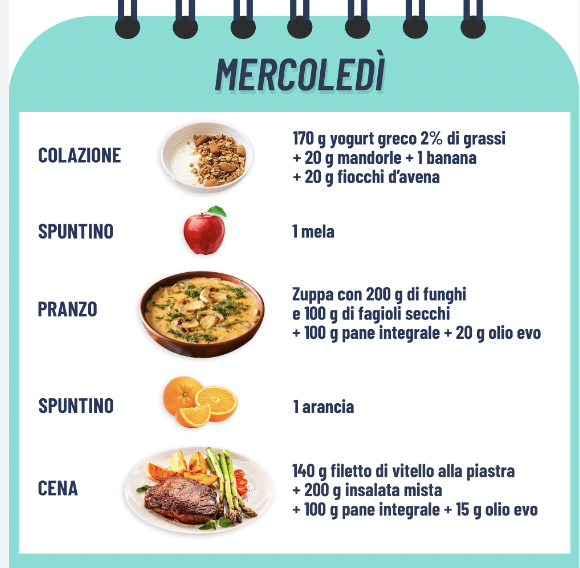 MERCOLEDÌ
COLAZIONE
170 g yogurt greco 2% di grassi
+ 20 g mandorle + 1 banana
+ 20 g fiocchi d'avena
SPUNTINO
1 mela
PRANZO
Zuppa con 200 g di funghi
e 100 g di fagioli secchi
+ 100 g pane integrale + 20 g olio evo
SPUNTINO
1 arancia
CENA
140 g filetto di vitello alla piastra
+ 200 g insalata mista
+ 100 g pane integrale + 15 g olio evo